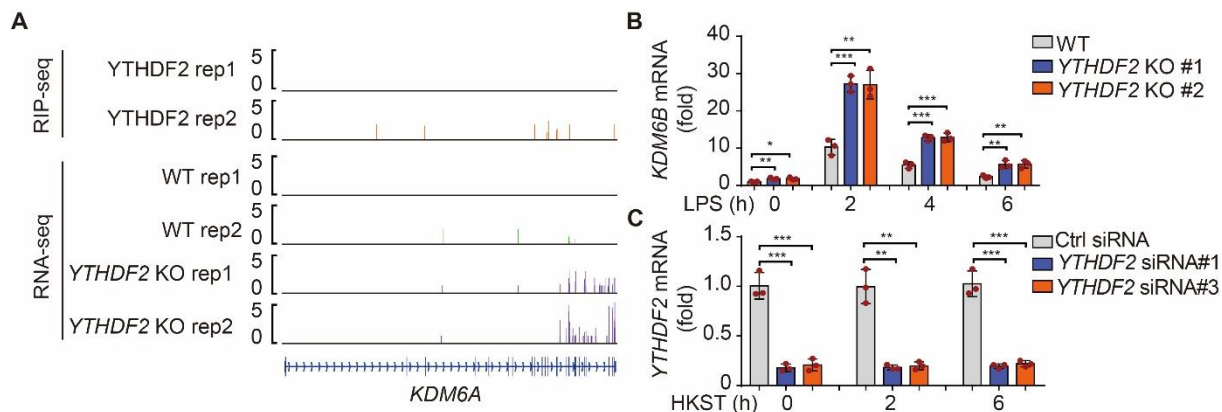 A
RIP-seq
YTHDF2 rep1
5
0
YTHDF2 rep2
5
0
RNA-seq
WT rep1
5
0
WT rep2
5
0
YTHDF2 KO rep1
5
0
YTHDF2 KO rep2
5
0
KDM6A
B
KDM6B mRNA
(fold)
40
30
20
10
0
WT
YTHDF2 KO #1
YTHDF2 KO #2
*
**
**
***
***
***
**
**
LPS (h)
0
2
4
6
C
YTHDF2 mRNA
(fold)
1.5
1.0
0.5
0.0
Ctrl siRNA
YTHDF2 siRNA#1
YTHDF2 siRNA#3
***
***
**
**
***
***
HKST (h)
0
2
6